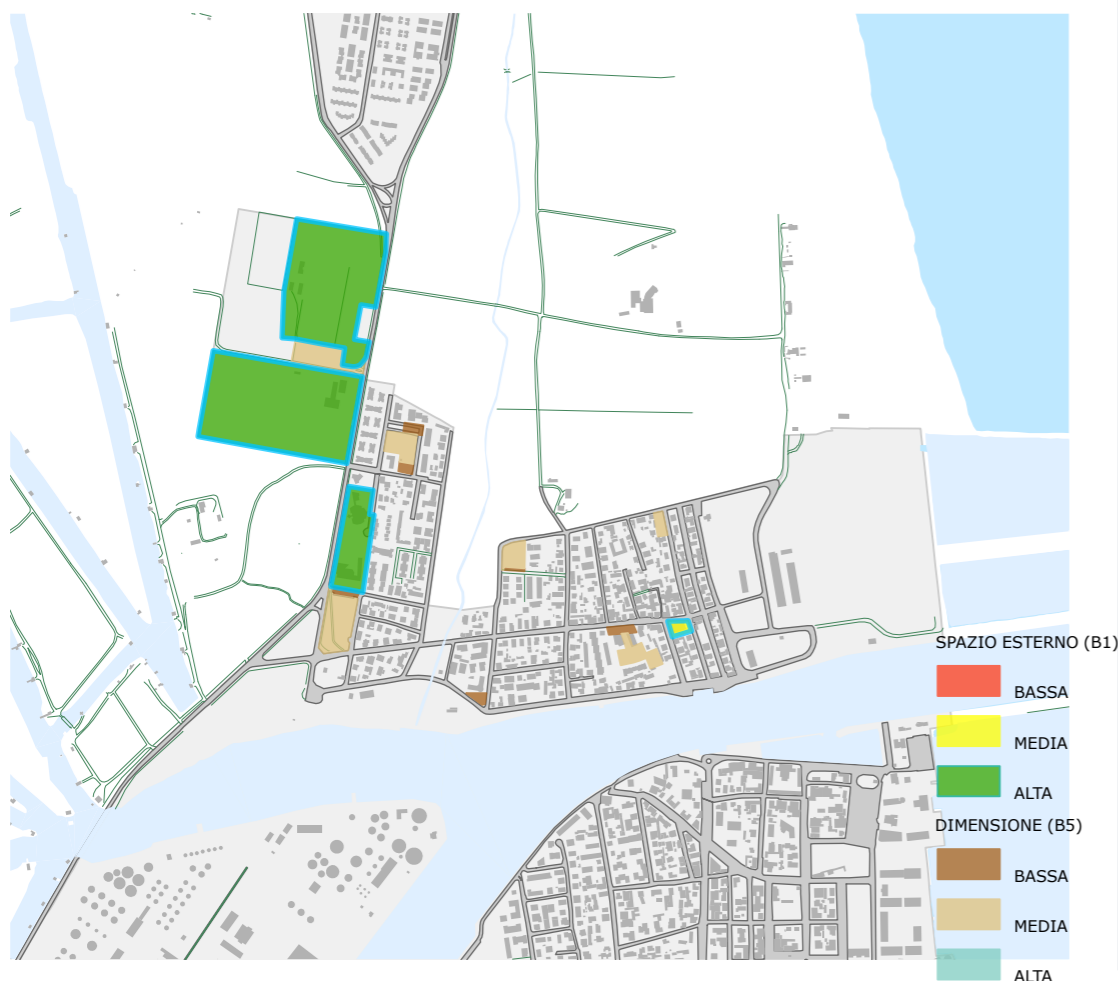 SPAZIO ESTERNO (B1)
BASSA
MEDIA
ALTA
DIMENSIONE (B5)
BASSA
MEDIA
ALTA